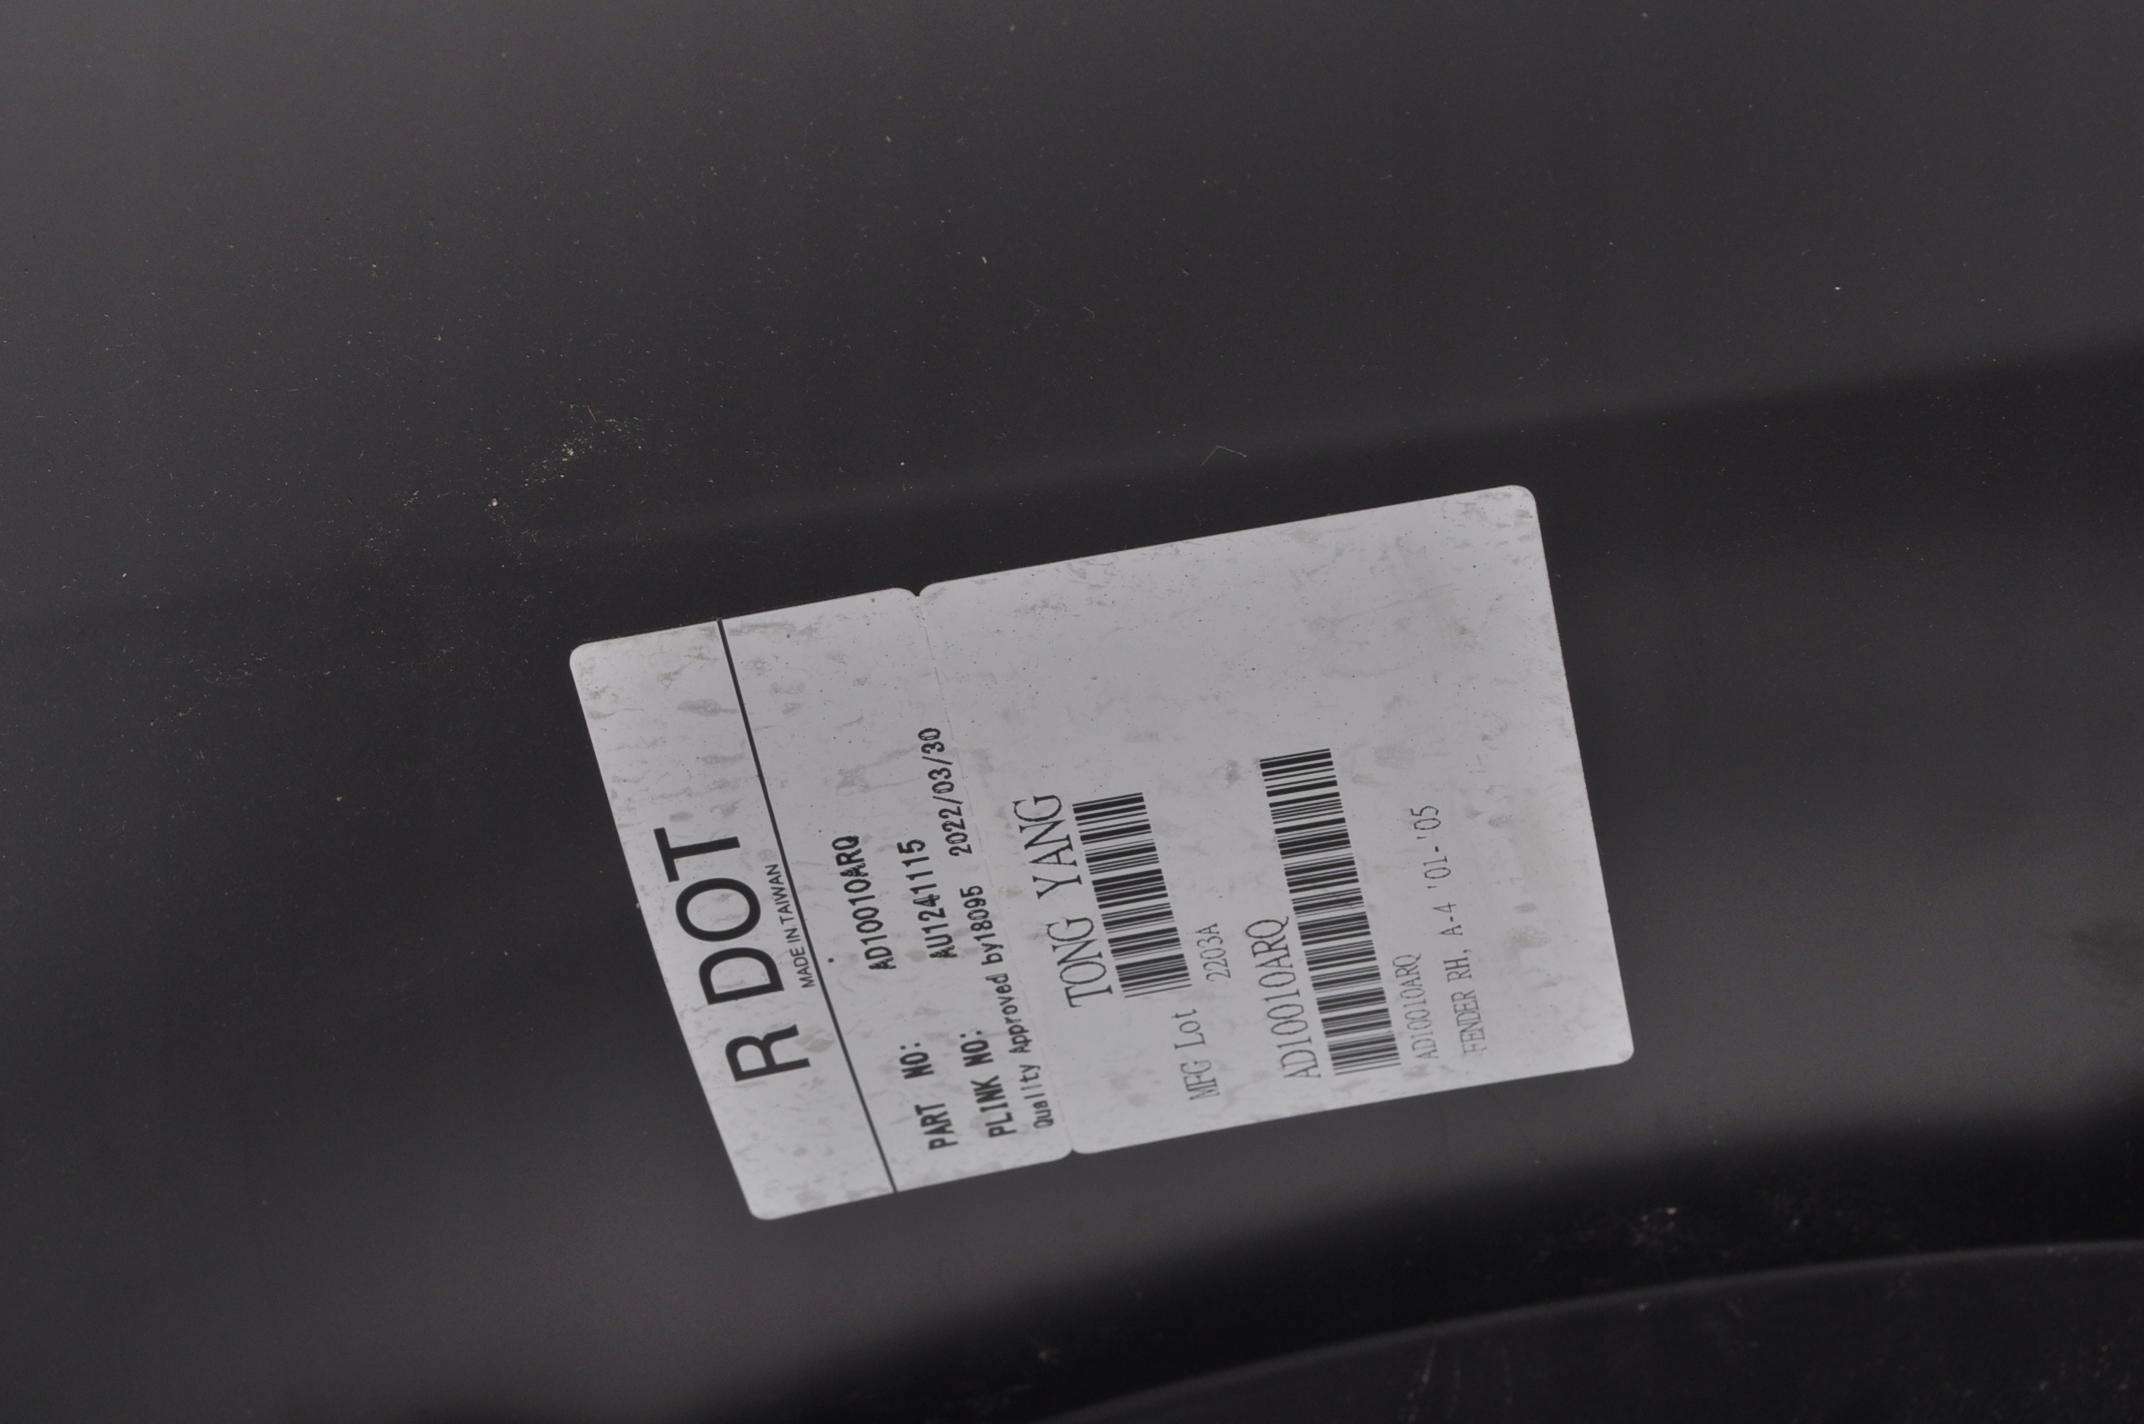 R DOT
MADE IN TAIWAN
PART NO: AD10010ARQ
PLINK NO: AU1241115
Quality Approved by18095 2022/03/30
TONG YANG
MFG Lot 2203A
AD10010ARQ
AD10010ARQ
FENDER RH, A-4 '01-'05